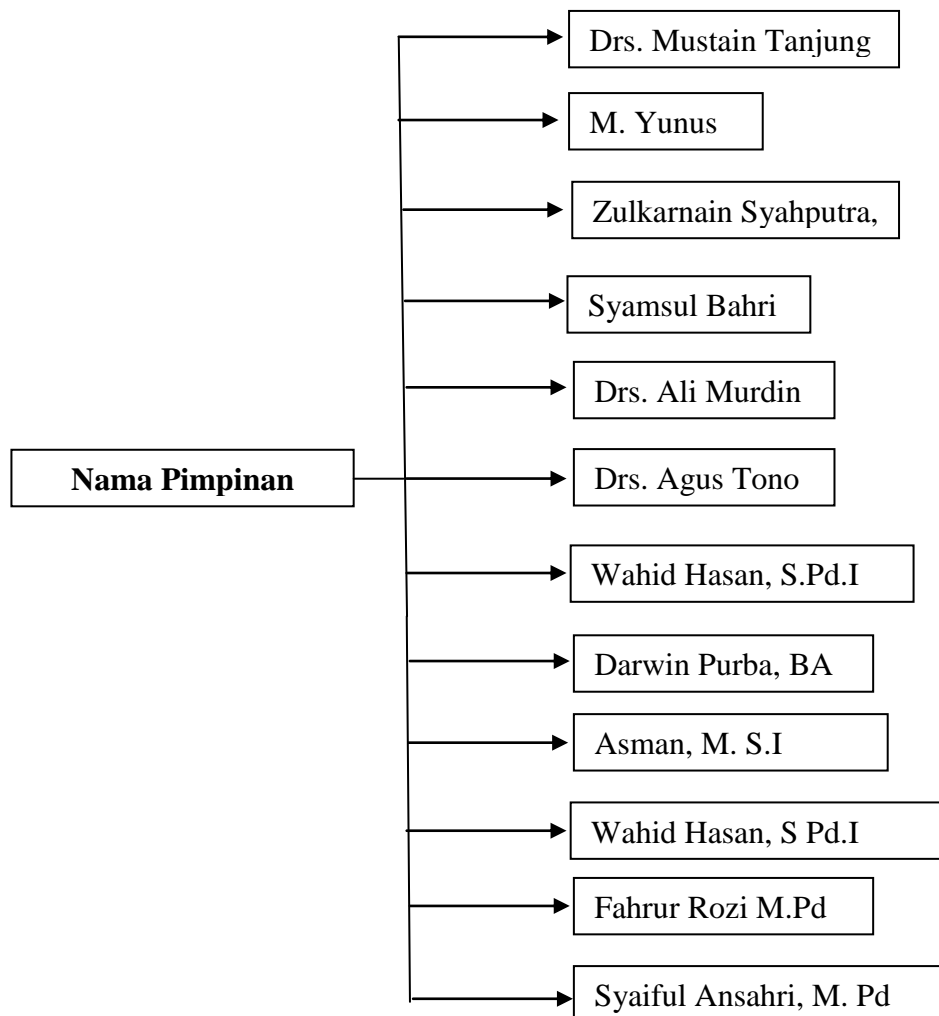 Drs. Mustain Tanjung
M. Yunus
Zulkarnain Syahputra,
Syamsul Bahri
Drs. Ali Murdin
Nama Pimpinan
Drs. Agus Tono
Wahid Hasan, S.Pd.I
Darwin Purba, BA
Asman, M. S.I
Wahid Hasan, S Pd.I
Fahrur Rozi M.Pd
Syaiful Ansahri, M. Pd